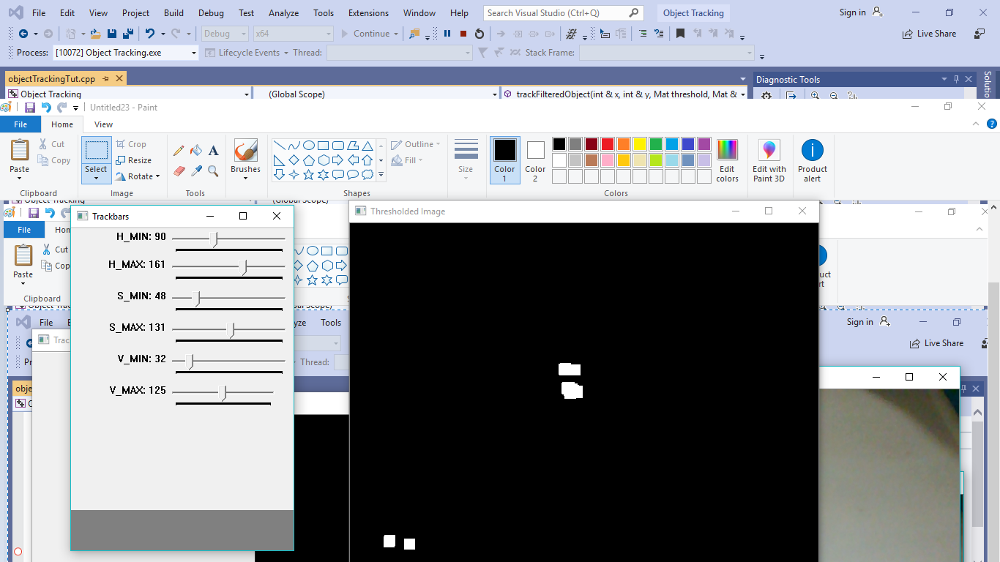 File Edit View Project Build Debug Test Analyze Tools Extensions Window Help Search Visual Studio (Ctrl+Q) Object Tracking Sign in
Debug x64 Continue Live Share
Process: [10072] Object Tracking.exe Lifecycle Events Thread: Stack Frame:
objectTrackingTut.cpp Diagnostic Tools
Object Tracking (Global Scope) trackFilteredObject(int & x, int & y, Mat threshold, Mat &
Untitled23 - Paint
File Home View
Paste Cut Copy Select Crop Resize Rotate Brushes Outline Fill Size Color 1 Color 2 Edit colors Edit with Paint 3D Product alert
Clipboard Image Tools Shapes Colors
Trackbars
H_MIN: 90
H_MAX: 161
S_MIN: 48
S_MAX: 131
V_MIN: 32
V_MAX: 125
Thresholded Image
File
Paste Cut
Clipboard
File Tools Sign in
Thread: Live Share